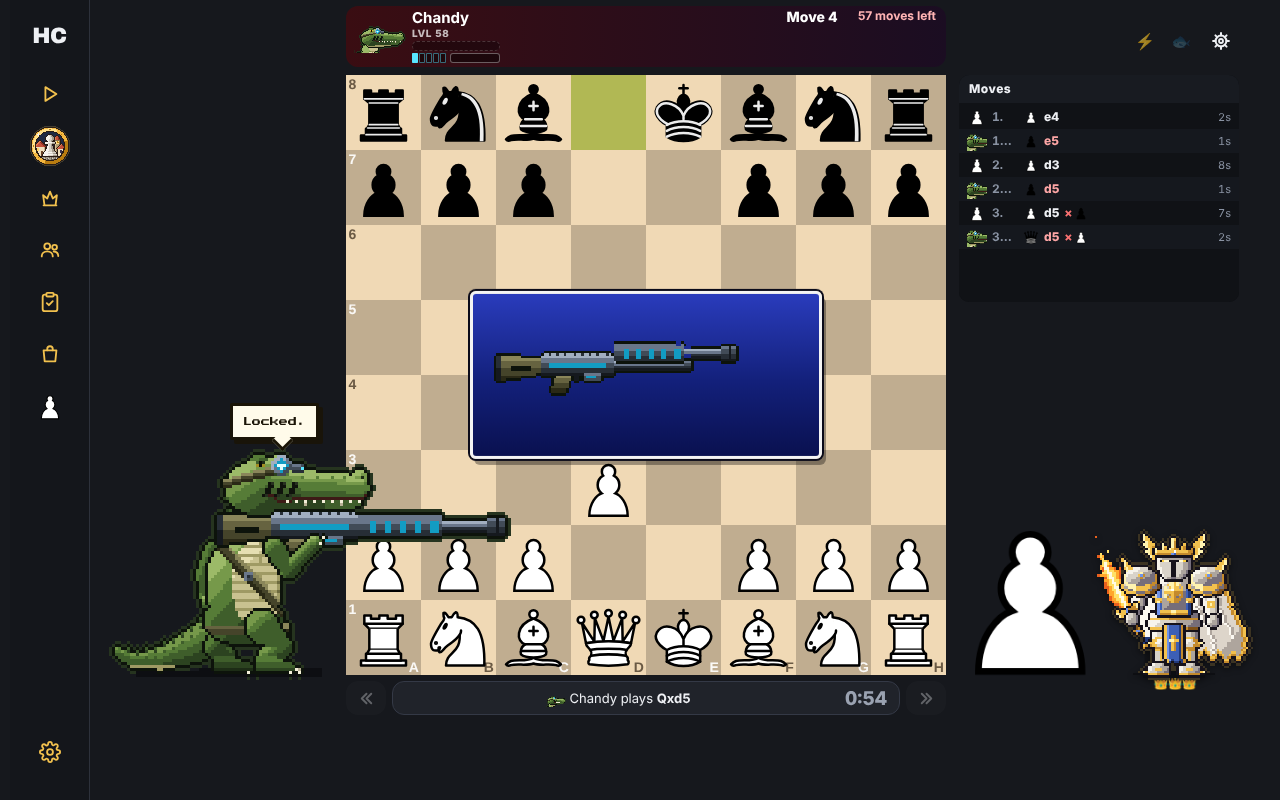 HC
Chandy
LVL 58
Move 4
57 moves left
Moves
1. e4 2s
1... e5 1s
2. d3 8s
2... d5 1s
3. d5 × 7s
3... d5 × 2s
8
7
6
5
4
3
1
A B C D E F G H
Locked.
« Chandy plays Qxd5 0:54 »